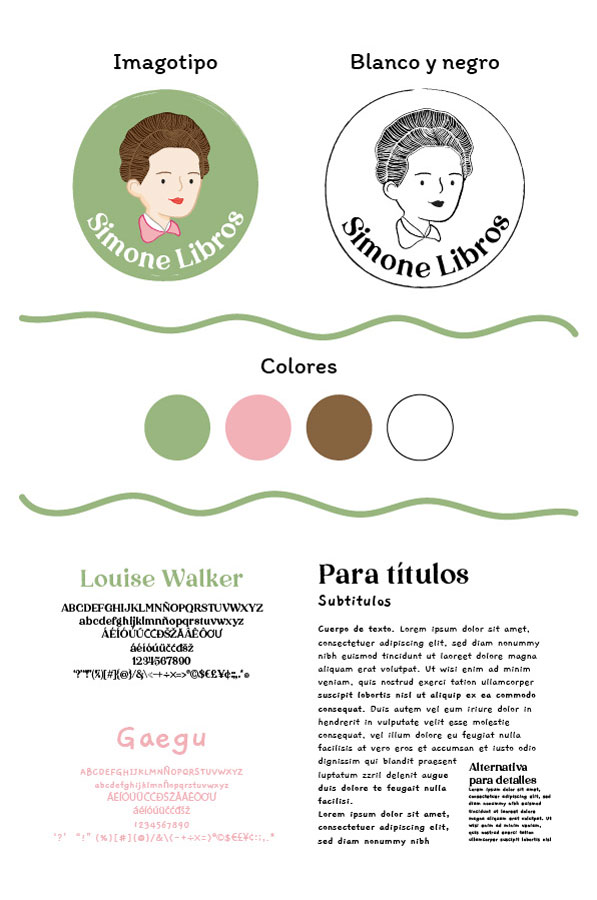 Imagotipo
Blanco y negro
Simone Libros
Simone Libros
Colores
Louise Walker
ABCDEFGHIJKLMNÑOPQRSTUVWXYZ
abcdefghijklmnñopqrstuvwxyz
ÁÉÍÓÚÜČĆĐŠŽÅÂÊÔƠƯ
áéíóúüčćđšž
1234567890
Gaegu
ABCDEFGHIJKLMNÑOPQRSTUVWXYZ
abcdefghijklmnñopqrstuvwxyz
áéíóúüčćđšž
1234567890
Para títulos
Subtítulos
Cuerpo de texto. Lorem ipsum dolor sit amet,
consectetuer adipiscing elit, sed diam nonummy
nibh euismod tincidunt ut laoreet dolore magna
aliquam erat volutpat. Ut wisi enim ad minim
veniam, quis nostrud exerci tation ullamcorper
suscipit lobortis nisl ut aliquip ex ea commodo
consequat. Duis autem vel eum iriure dolor in
hendrerit in vulputate velit esse molestie
consequat, vel illum dolore eu feugiat nulla
facilisis at vero eros et accumsan et iusto odio
dignissim qui blandit praesent
luptatum zzril delenit augue
duis dolore te feugait nulla
facilisi.
Lorem ipsum dolor sit amet,
consectetuer adipiscing elit,
sed diam nonummy nibh
Alternativa
para detalles
Lorem ipsum dolor sit amet,
consectetuer adipiscing elit, sed
diam nonummy nibh euismod
tincidunt ut laoreet dolore
magna aliquam erat volutpat. Ut
wisi enim ad minim veniam,
quis nostrud exerci tation
ullamcorper suscipit lobortis nisl